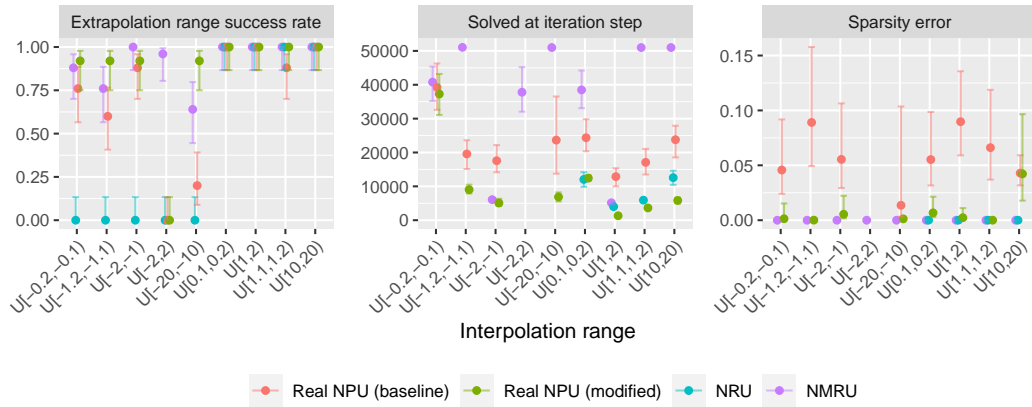 Extrapolation range success rate
1.00
0.75
0.50
0.25
0.00
U[−0.2,−0.1)
U[−1.2,−1.1)
U[−2,−1)
U[−2,2)
U[−20,−10)
U[0.1,0.2)
U[1,2)
U[1.1,1.2)
U[10,20)
Solved at iteration step
50000
40000
30000
20000
10000
0
U[−0.2,−0.1)
U[−1.2,−1.1)
U[−2,−1)
U[−2,2)
U[−20,−10)
U[0.1,0.2)
U[1,2)
U[1.1,1.2)
U[10,20)
Sparsity error
0.15
0.10
0.05
0.00
U[−0.2,−0.1)
U[−1.2,−1.1)
U[−2,−1)
U[−2,2)
U[−20,−10)
U[0.1,0.2)
U[1,2)
U[1.1,1.2)
U[10,20)
Interpolation range
Real NPU (baseline)
Real NPU (modified)
NRU
NMRU